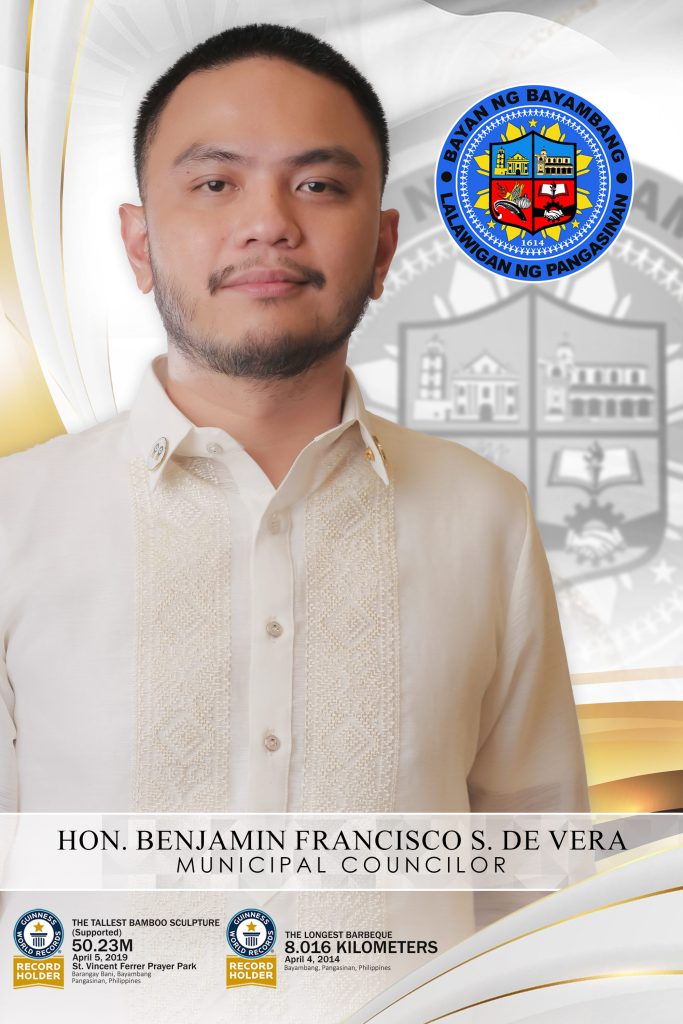 BAYAN NG BAYAMBANG
LALAWIGAN NG PANGASINAN
1614
HON. BENJAMIN FRANCISCO S. DE VERA
MUNICIPAL COUNCILOR
GUINNESS
WORLD RECORDS
RECORD
HOLDER
THE TALLEST BAMBOO SCULPTURE
(Supported)
50.23M
April 5, 2019
St. Vincent Ferrer Prayer Park
Barangay Bani, Bayambang
Pangasinan, Philippines
GUINNESS
WORLD RECORDS
RECORD
HOLDER
THE LONGEST BARBEQUE
8.016 KILOMETERS
April 4, 2014
Bayambang, Pangasinan, Philippines